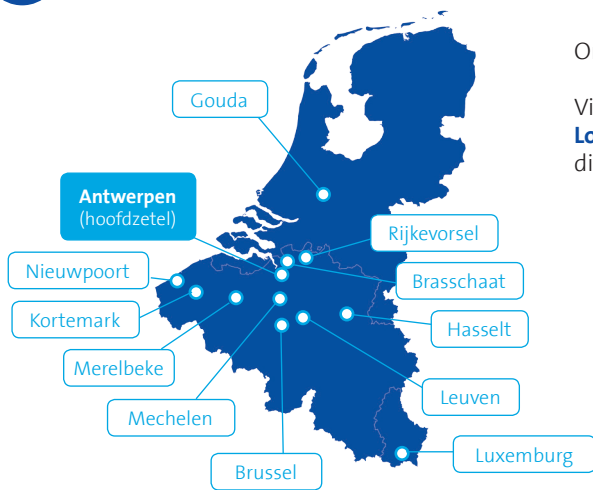 Gouda
Antwerpen
(hoofdzetel)
Rijkevorsel
Nieuwpoort
Brasschaat
Kortemark
Hasselt
Merelbeke
Leuven
Mechelen
Luxemburg
Brussel